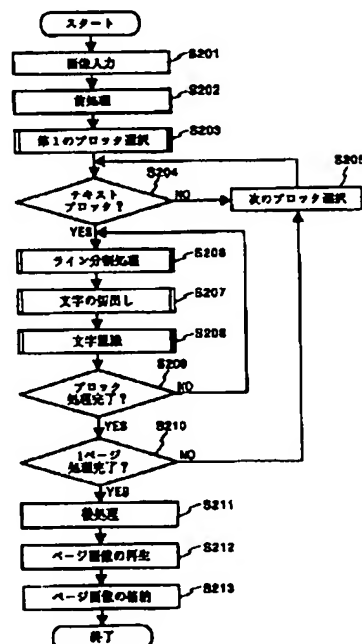 スタート
S201
画像入力
S202
前処理
S203
第1のブロック選択
S204
S205
テキスト
ブロック?
NO
次のブロック選択
YES
S206
ライン分割処理
S207
文字の切出し
S208
文字認識
S209
ブロック
処理完了?
NO
YES
S210
1ページ
処理完了?
NO
YES
S211
後処理
S212
ページ画像の再生
S213
ページ画像の格納
終了